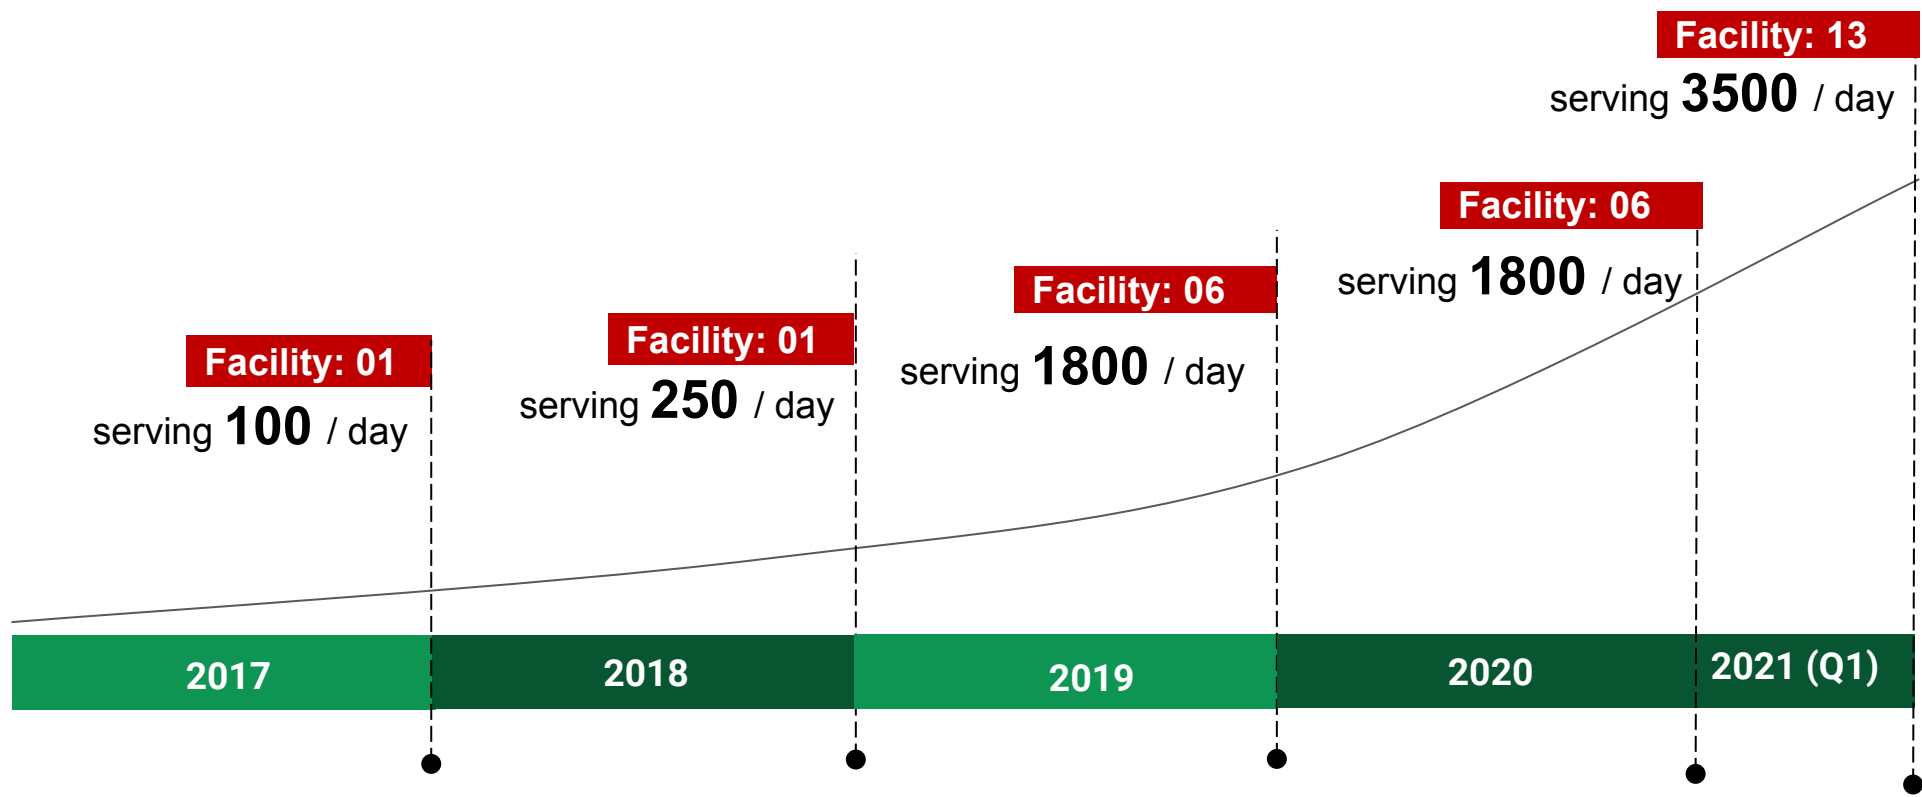 Facility: 13
serving 3500 / day
Facility: 06
serving 1800 / day
Facility: 06
serving 1800 / day
Facility: 01
serving 250 / day
Facility: 01
serving 100 / day
2017
2018
2019
2020
2021 (Q1)